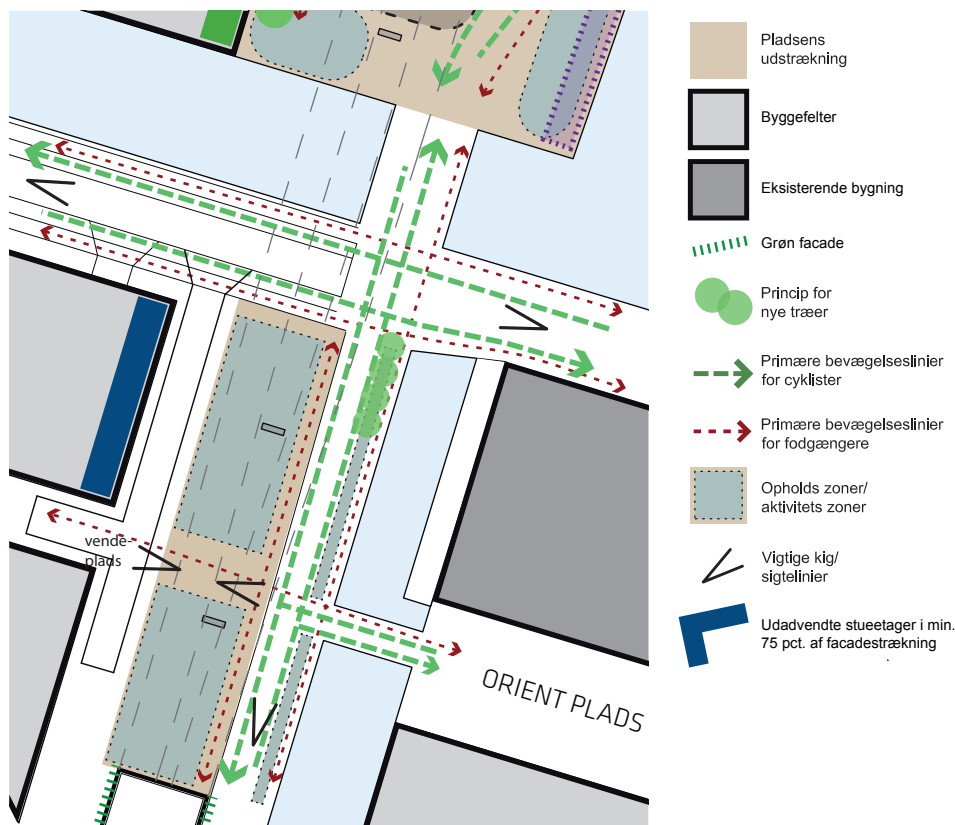 vende-
plads
ORIENT PLADS
Pladsens
udstrækning
Byggefelter
Eksisterende bygning
Grøn facade
Princip for
nye træer
Primære bevægelseslinier
for cyklister
Primære bevægelseslinier
for fodgængere
Opholds zoner/
aktivitets zoner
Vigtige kig/
sigtelinier
Udadvendte stueetager i min.
75 pct. af facadestrækning